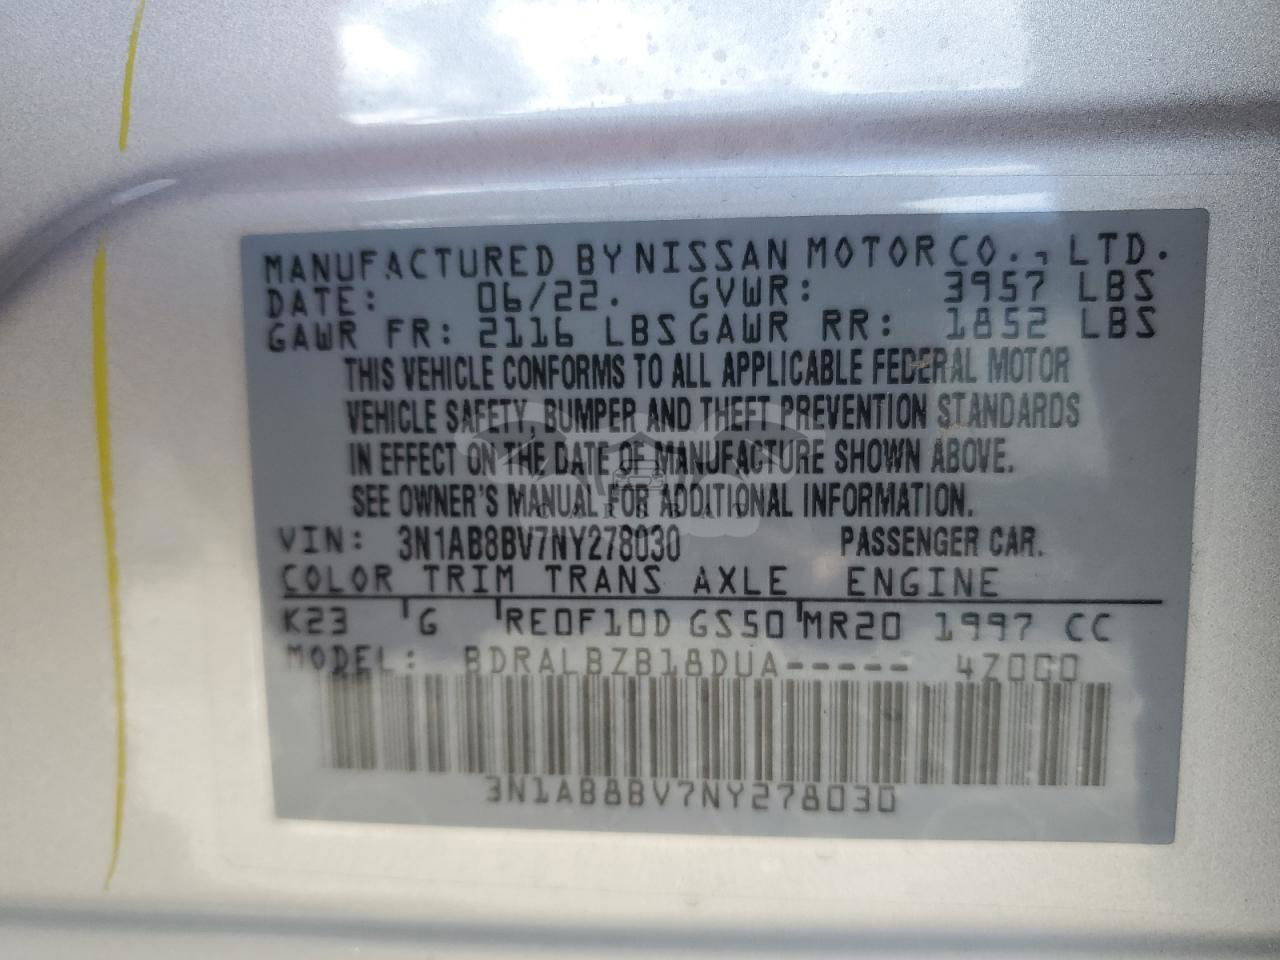 MANUFACTURED BY NISSAN MOTOR CO., LTD.
DATE: 06/22. GVWR: 3957 LBS
GAWR FR: 2116 LBS GAWR RR: 1852 LBS
THIS VEHICLE CONFORMS TO ALL APPLICABLE FEDERAL MOTOR
VEHICLE SAFETY, BUMPER AND THEFT PREVENTION STANDARDS
IN EFFECT ON THE DATE OF MANUFACTURE SHOWN ABOVE.
SEE OWNER'S MANUAL FOR ADDITIONAL INFORMATION.
VIN: 3N1AB8BV7NY278030 PASSENGER CAR.
COLOR TRIM TRANS AXLE ENGINE
K23 G RE0F10D GS50 MR20 1997 CC
MODEL: BDRALBZB18DUA-----
3N1AB8BV7NY278030